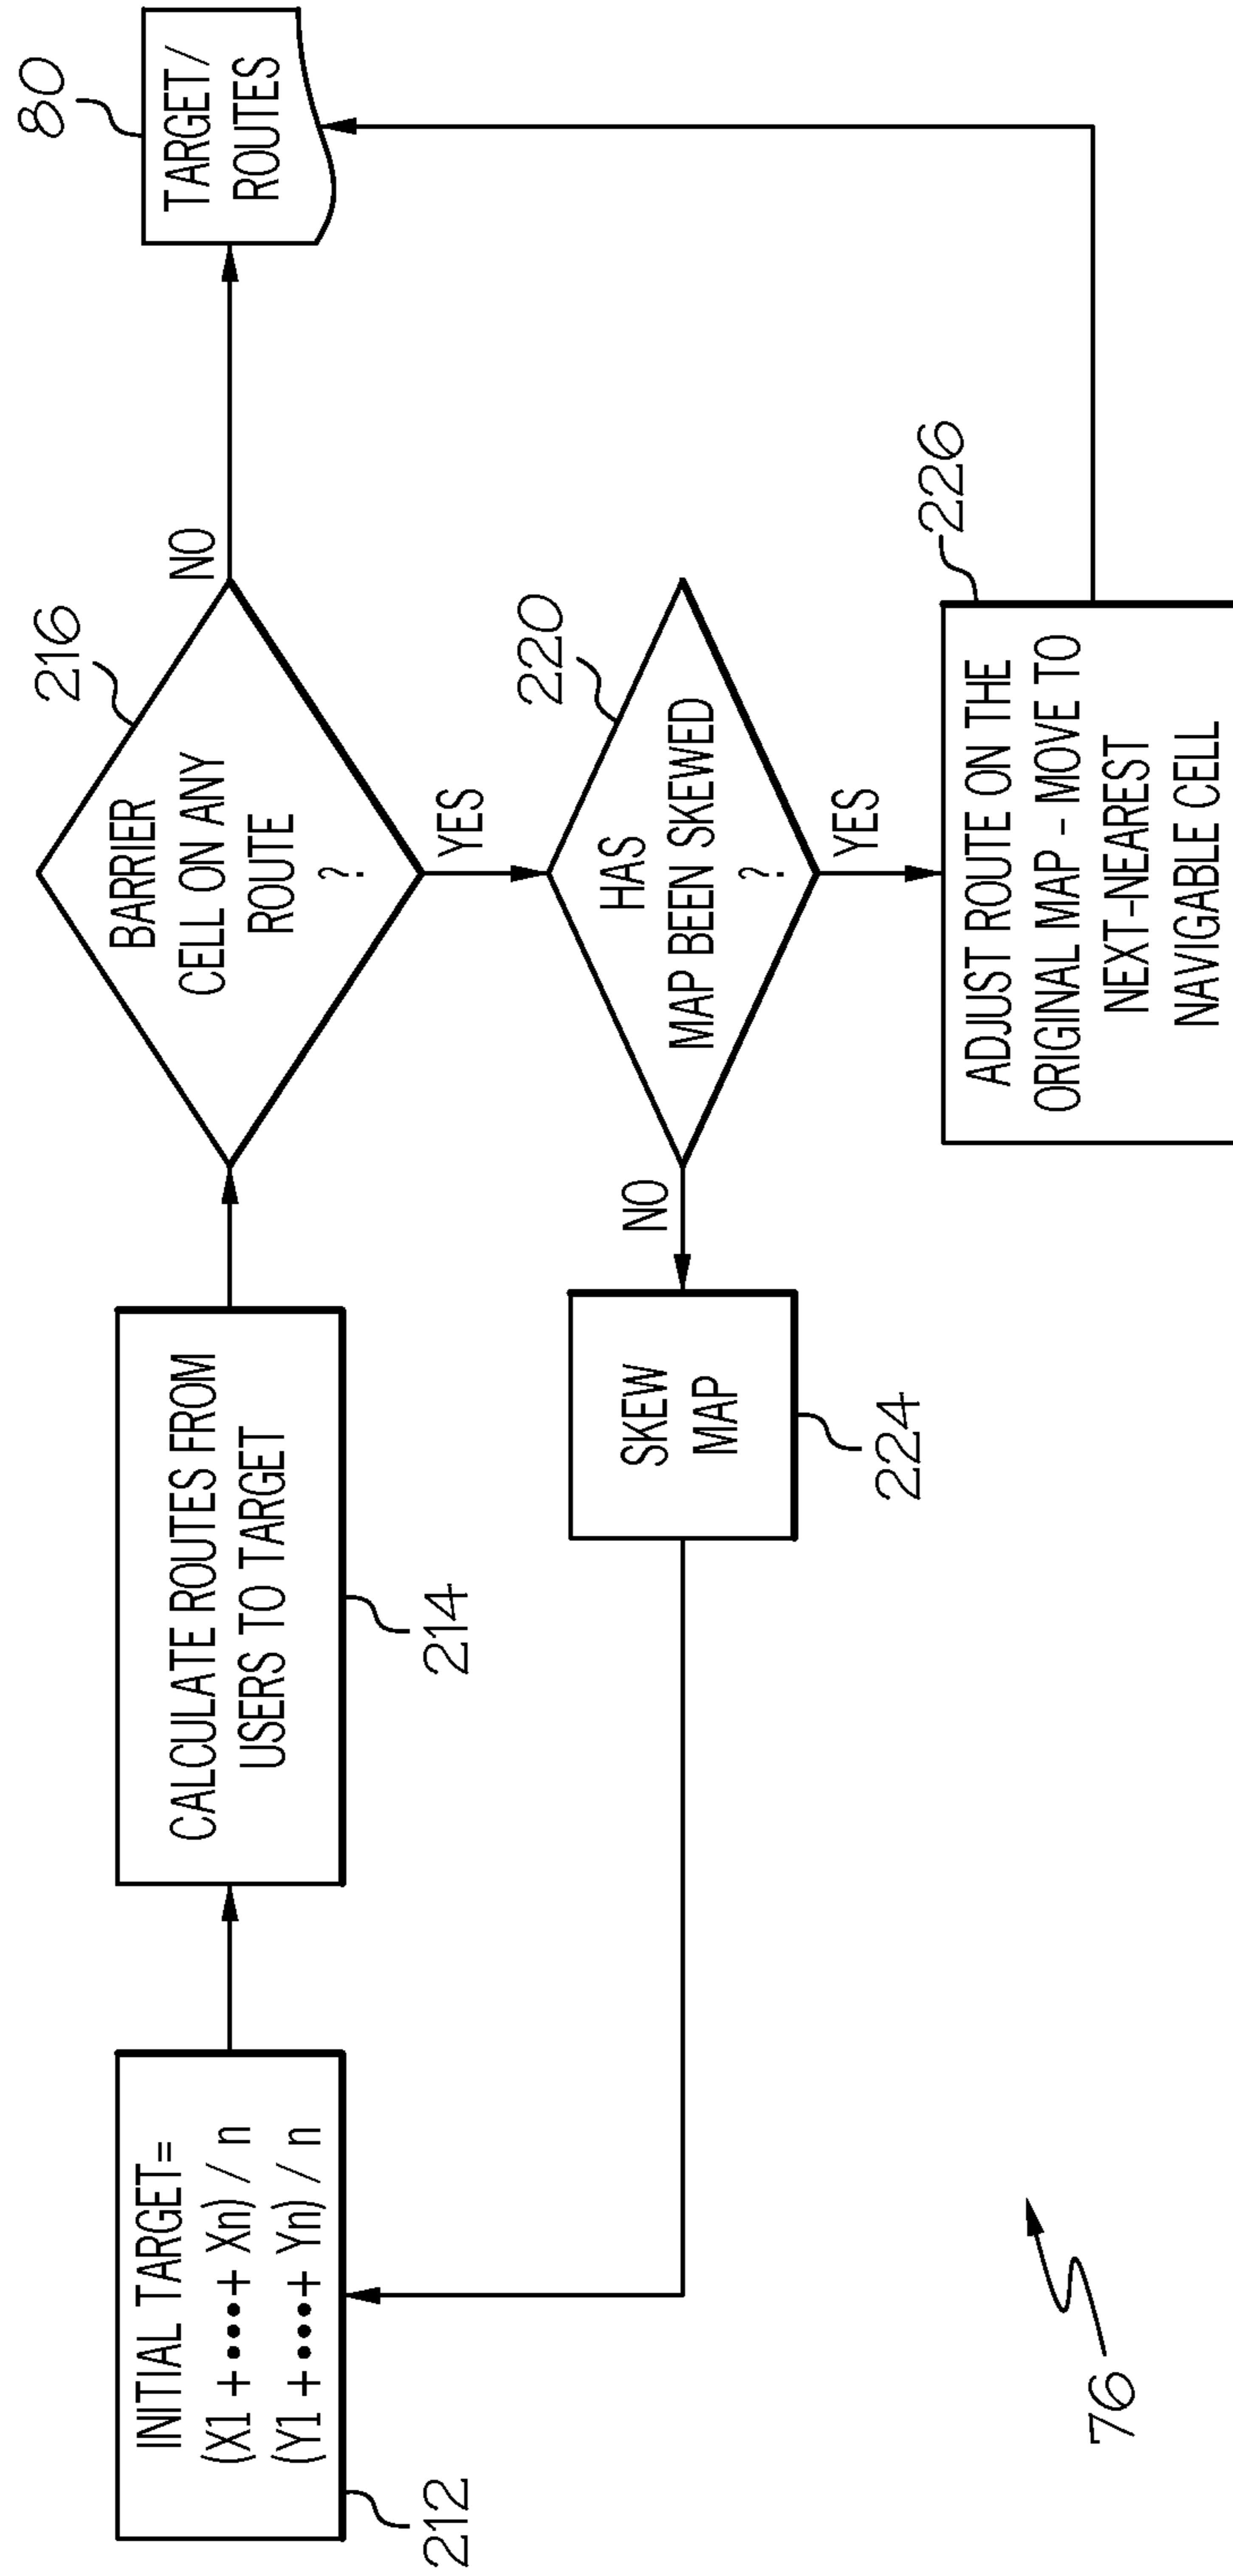 INITIAL TARGET=
(X1 +•••+ Xn) / n
(Y1 +•••+ Yn) / n
212
CALCULATE ROUTES FROM
USERS TO TARGET
214
BARRIER
CELL ON ANY
ROUTE
?
216
NO
TARGET/
ROUTES
80
YES
HAS
MAP BEEN SKEWED
?
220
NO
SKEW
MAP
224
YES
ADJUST ROUTE ON THE
ORIGINAL MAP - MOVE TO
NEXT-NEAREST
NAVIGABLE CELL
226
76